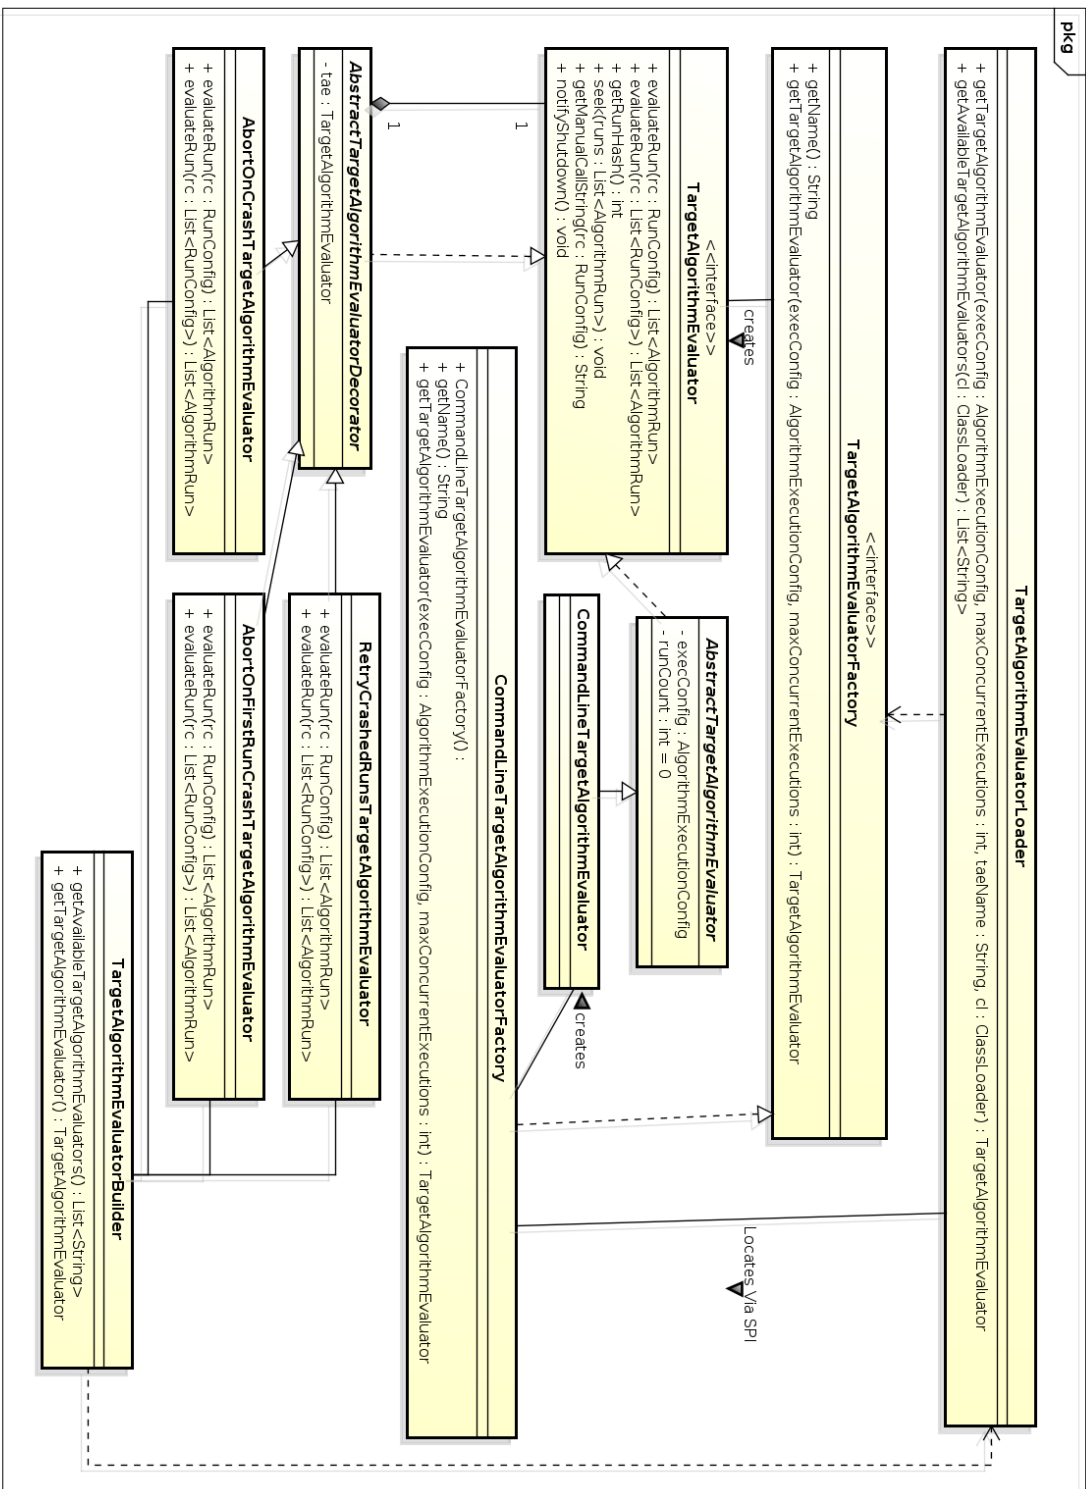 pkg
TargetAlgorithmEvaluatorLoader
+ getTargetAlgorithmEvaluator(execConfig : AlgorithmExecutionConfig, maxConcurrentExecutions : int, taeName : String, cl : ClassLoader) : TargetAlgorithmEvaluator
+ getAvailableTargetAlgorithmEvaluators(cl : ClassLoader) : List<String>
<<interface>>
TargetAlgorithmEvaluatorFactory
+ getName() : String
+ getTargetAlgorithmEvaluator(execConfig : AlgorithmExecutionConfig, maxConcurrentExecutions : int) : TargetAlgorithmEvaluator
creates
Locates Via SPI
<<interface>>
TargetAlgorithmEvaluator
+ evaluateRun(rc : RunConfig) : List<AlgorithmRun>
+ evaluateRun(rc : List<RunConfig>) : List<AlgorithmRun>
+ getRunHash() : int
+ seek(runs : List<AlgorithmRun>) : void
+ getManualCallString(rc : RunConfig) : String
+ notifyShutdown() : void
AbstractTargetAlgorithmEvaluator
- execConfig : AlgorithmExecutionConfig
- runCount : int = 0
CommandLineTargetAlgorithmEvaluator
creates
1
1
CommandLineTargetAlgorithmEvaluatorFactory
+ CommandLineTargetAlgorithmEvaluatorFactory() :
+ getName() : String
+ getTargetAlgorithmEvaluator(execConfig : AlgorithmExecutionConfig, maxConcurrentExecutions : int) : TargetAlgorithmEvaluator
AbstractTargetAlgorithmEvaluatorDecorator
- tae : TargetAlgorithmEvaluator
RetryCrashedRunsTargetAlgorithmEvaluator
+ evaluateRun(rc : RunConfig) : List<AlgorithmRun>
+ evaluateRun(rc : List<RunConfig>) : List<AlgorithmRun>
AbortOnCrashTargetAlgorithmEvaluator
+ evaluateRun(rc : RunConfig) : List<AlgorithmRun>
+ evaluateRun(rc : List<RunConfig>) : List<AlgorithmRun>
AbortOnFirstRunCrashTargetAlgorithmEvaluator
+ evaluateRun(rc : RunConfig) : List<AlgorithmRun>
+ evaluateRun(rc : List<RunConfig>) : List<AlgorithmRun>
TargetAlgorithmEvaluatorBuilder
+ getAvailableTargetAlgorithmEvaluators() : List<String>
+ getTargetAlgorithmEvaluator() : TargetAlgorithmEvaluator